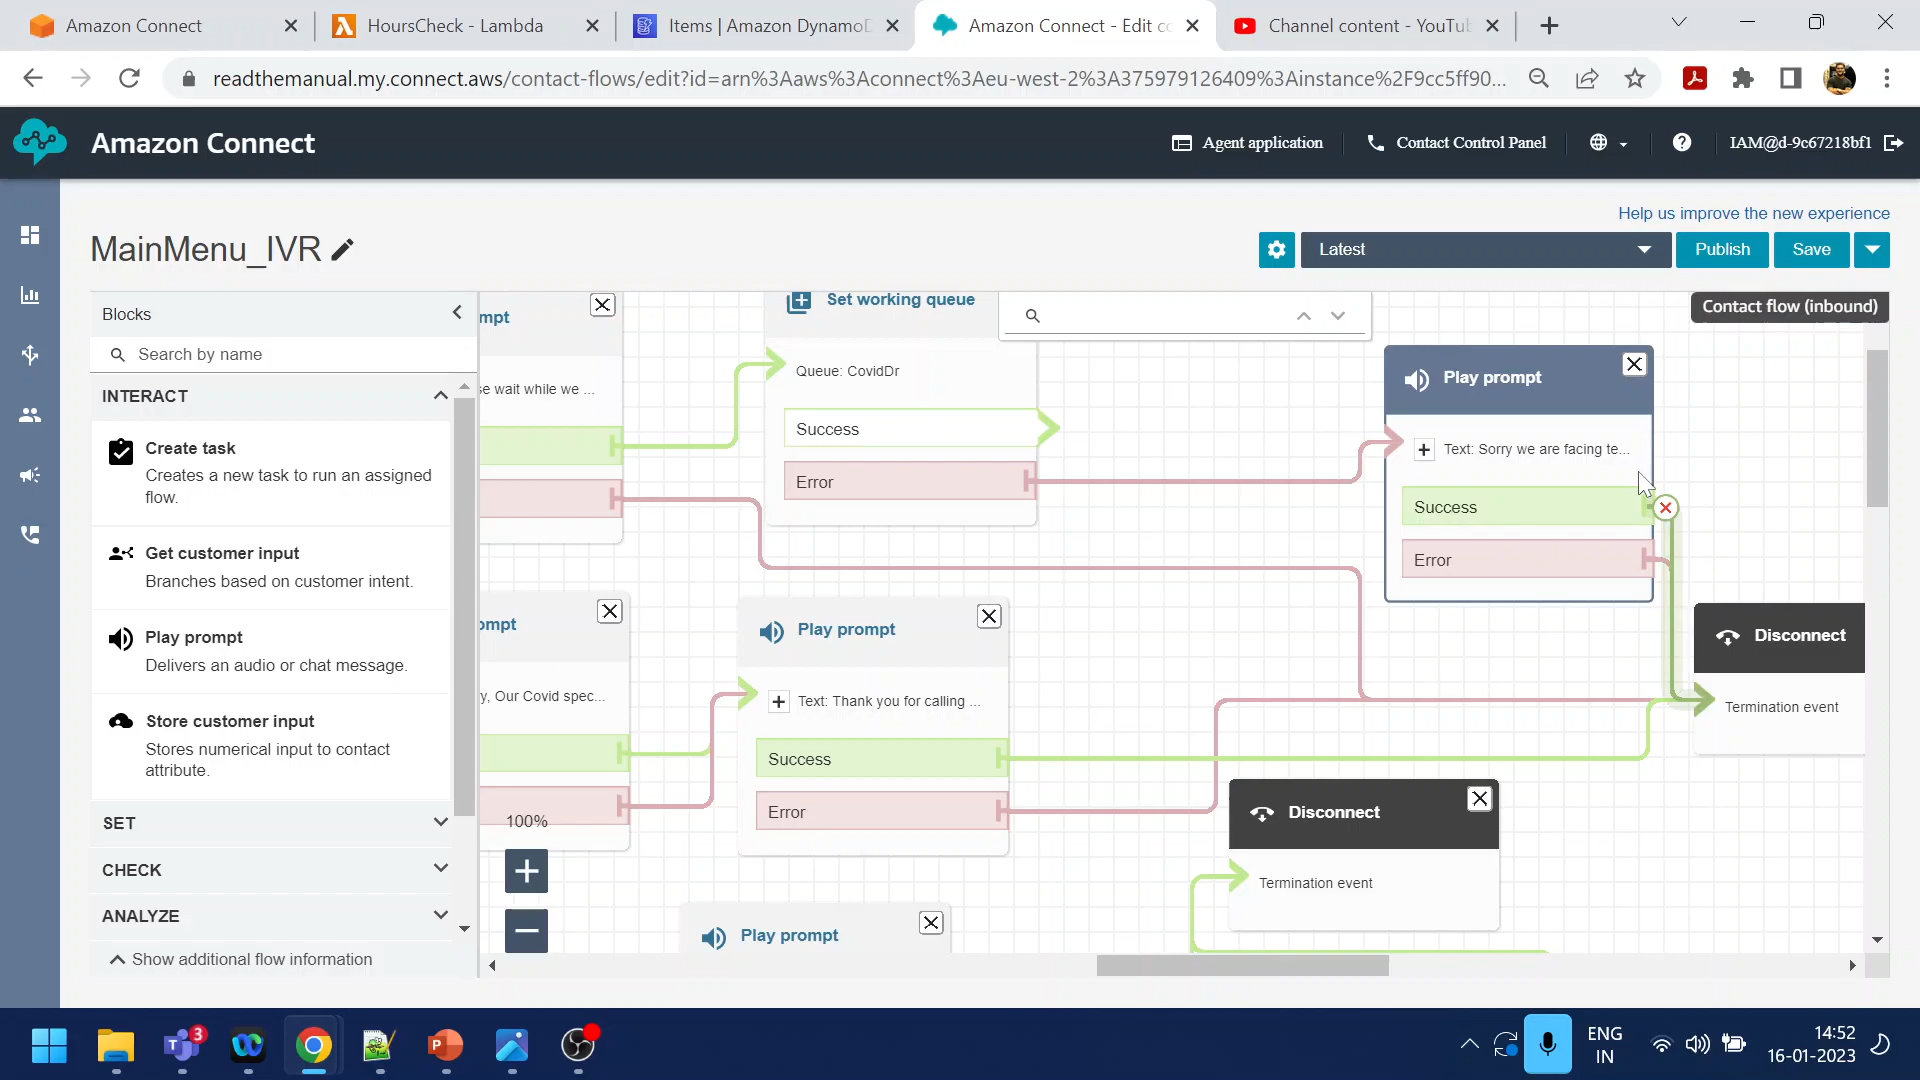 Amazon Connect
HoursCheck - Lambda
Items | Amazon DynamoD
Amazon Connect - Edit co
Channel content - YouTu
readthemanual.my.connect.aws/contact-flows/edit?id=arn%3Aaws%3Aconnect%3Aeu-west-2%3A375979126409%3Ainstance%2F9cc5ff90...
Amazon Connect
Agent application
Contact Control Panel
IAM@d-9c67218bf1
Help us improve the new experience
MainMenu_IVR
Latest
Publish
Save
Blocks
Search by name
INTERACT
Create task
Creates a new task to run an assigned
flow.
Get customer input
Branches based on customer intent.
Play prompt
Delivers an audio or chat message.
Store customer input
Stores numerical input to contact
attribute.
SET
CHECK
ANALYZE
Show additional flow information
Contact flow (inbound)
mpt
se wait while we ...
Set working queue
Queue: CovidDr
Success
Error
Play prompt
Text: Sorry we are facing te...
Success
Error
Disconnect
Termination event
ompt
y, Our Covid spec...
100%
Play prompt
Text: Thank you for calling ...
Success
Error
Disconnect
Termination event
Play prompt
3
ENG
IN
14:52
16-01-2023